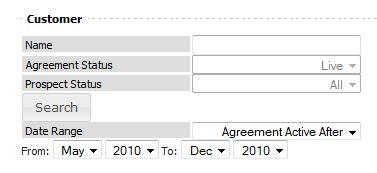 Customer
Name
Agreement Status Live
Prospect Status All
Search
Date Range Agreement Active After
From: May 2010 To: Dec 2010